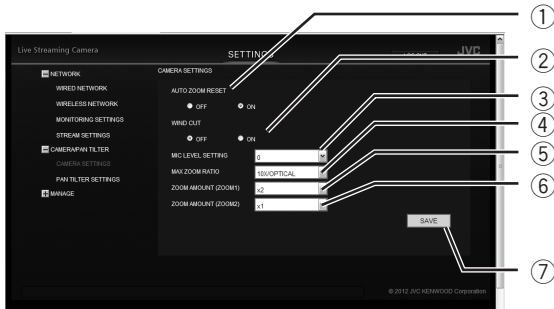 ①
Live Streaming Camera
SETTINGS
JVC
②
NETWORK
CAMERA SETTINGS
WIRED NETWORK
AUTO ZOOM RESET
WIRELESS NETWORK
OFF ON
③
MONITORING SETTINGS
WIND CUT
STREAM SETTINGS
OFF ON
④
CAMERA/PAN TILTER
MIC LEVEL SETTING 0
CAMERA SETTINGS
MAX ZOOM RATIO 10X/OPTICAL
⑤
PAN TILTER SETTINGS
ZOOM AMOUNT (ZOOM1) x2
MANAGE
ZOOM AMOUNT (ZOOM2) x1
⑥
SAVE
⑦
© 2012 JVC KENWOOD Corporation